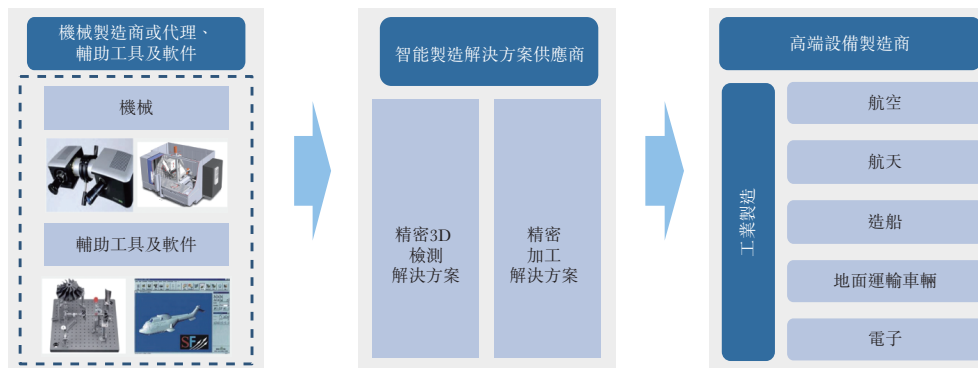 機械製造商或代理、
輔助工具及軟件
機械
輔助工具及軟件
SF
智能製造解決方案供應商
精密3D
檢測
解決方案
精密
加工
解決方案
高端設備製造商
工業製造
航空
航天
造船
地面運輸車輛
電子